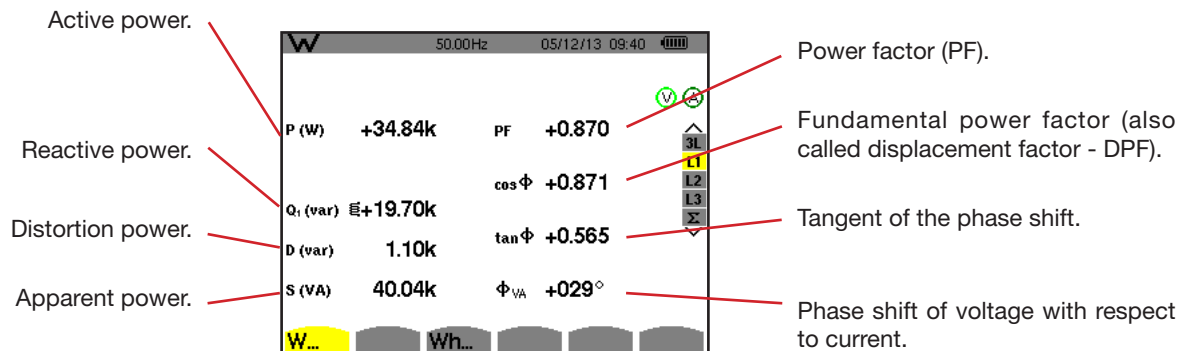 Active power.
Reactive power.
Distortion power.
Apparent power.
W 50.00Hz 05/12/13 09:40
V A
P (W) +34.84k PF +0.870
3L
L1
cos Φ +0.871
L2
L3
Q₁ (var) +19.70k
Σ
tan Φ +0.565
D (var) 1.10k
S (VA) 40.04k Φ VA +029°
W... Wh...
Power factor (PF).
Fundamental power factor (also
called displacement factor - DPF).
Tangent of the phase shift.
Phase shift of voltage with respect
to current.